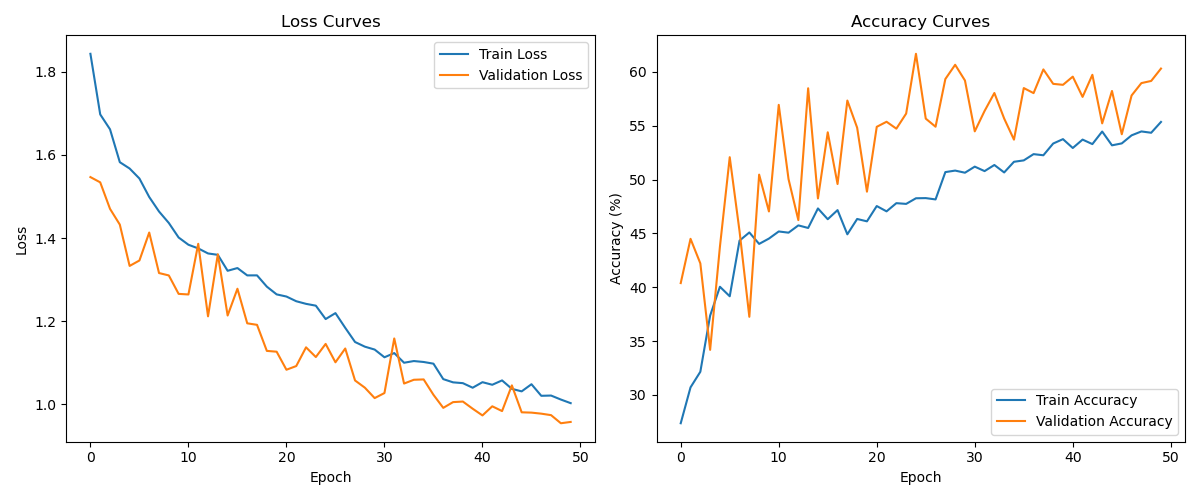 Loss Curves
Train Loss
Validation Loss
1.8
1.6
1.4
1.2
1.0
Loss
0 10 20 30 40 50
Epoch
Accuracy Curves
60
55
50
45
40
35
30
Accuracy (%)
Train Accuracy
Validation Accuracy
0 10 20 30 40 50
Epoch